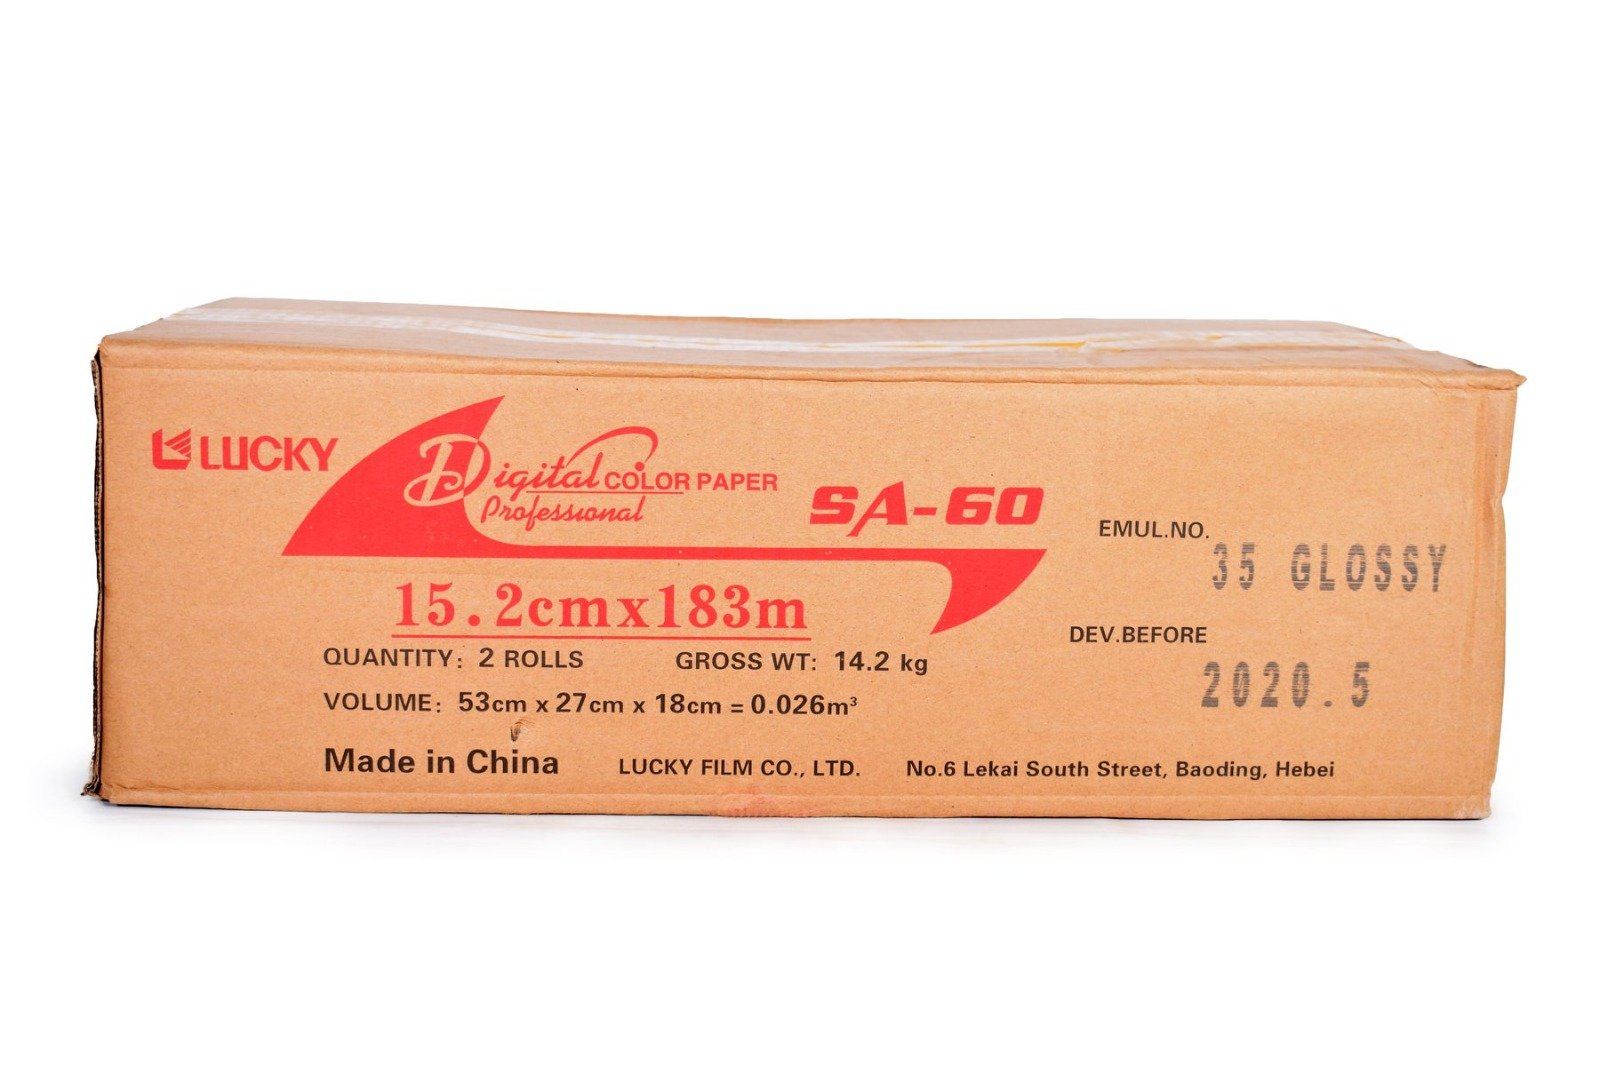 LUCKY
Digital COLOR PAPER
Professional
SA-60
15.2cmx183m
QUANTITY: 2 ROLLS GROSS WT: 14.2 kg
VOLUME: 53cm x 27cm x 18cm = 0.026m³
Made in China LUCKY FILM CO., LTD. No.6 Lekai South Street, Baoding, Hebei
EMUL.NO.
35 GLOSSY
DEV.BEFORE
2020.5